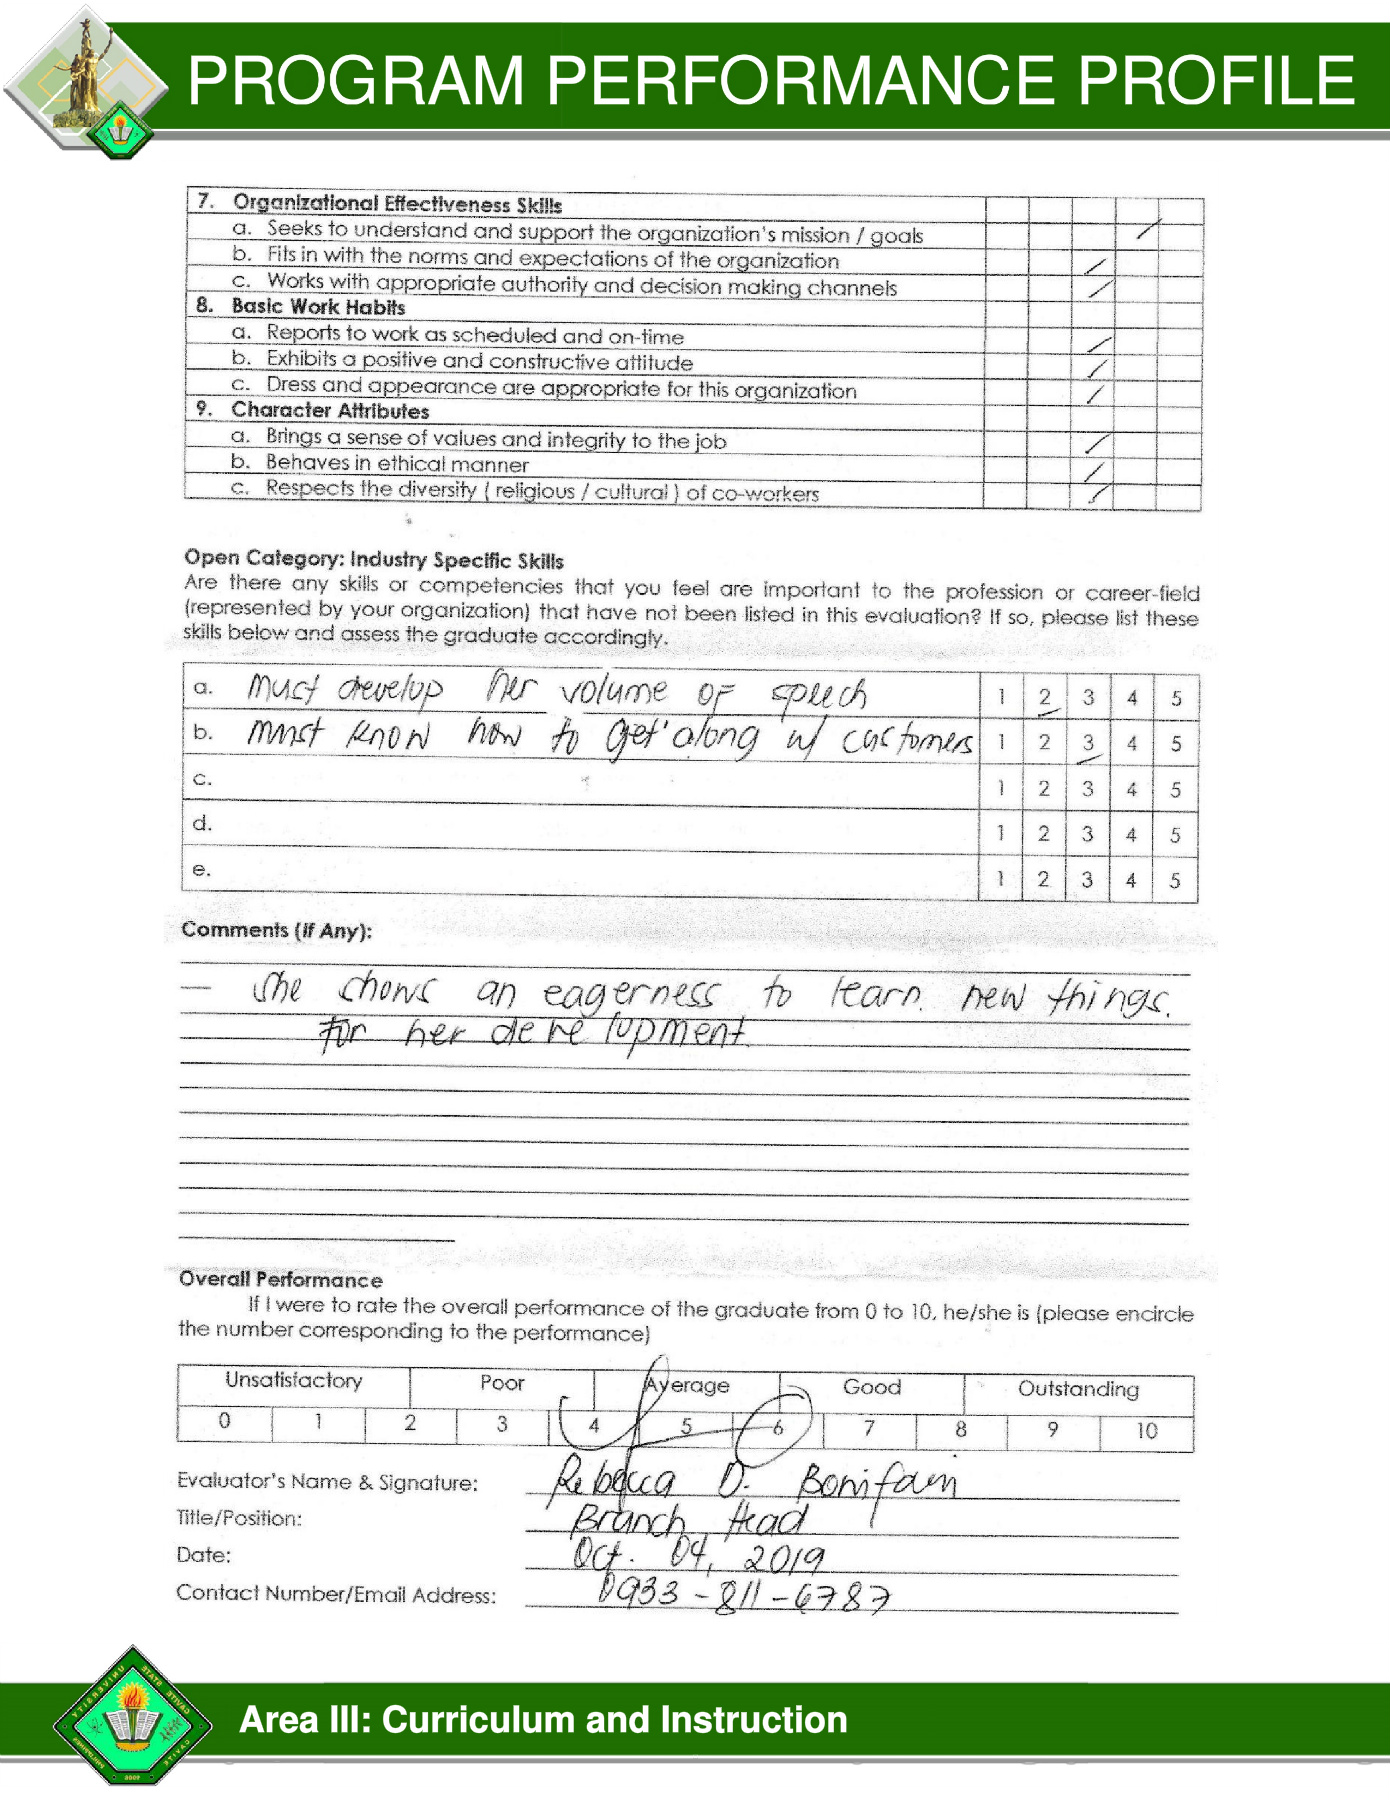 PROGRAM PERFORMANCE PROFILE
7. Organizational Effectiveness Skills
a. Seeks to understand and support the organization's mission / goals
b. Fits in with the norms and expectations of the organization
c. Works with appropriate authority and decision making channels
8. Basic Work Habits
a. Reports to work as scheduled and on-time
b. Exhibits a positive and constructive attitude
c. Dress and appearance are appropriate for this organization
9. Character Attributes
a. Brings a sense of values and integrity to the job
b. Behaves in ethical manner
c. Respects the diversity ( religious / cultural ) of co-workers
Open Category: Industry Specific Skills
Are there any skills or competencies that you feel are important to the profession or career-field
(represented by your organization) that have not been listed in this evaluation? If so, please list these
skills below and assess the graduate accordingly.
a. must develop her volume of speech 1 2 3 4 5
b. must know how to get along w/ customers 1 2 3 4 5
c. 1 2 3 4 5
d. 1 2 3 4 5
e. 1 2 3 4 5
Comments (If Any):
— she shows an eagerness to learn new things.
for her development
Overall Performance
If I were to rate the overall performance of the graduate from 0 to 10, he/she is (please encircle
the number corresponding to the performance)
Unsatisfactory Poor Average Good Outstanding
0 1 2 3 4 5 6 7 8 9 10
Evaluator's Name & Signature: Rebecca D.
Title/Position: Branch Head
Date: Oct. 04, 2019
Contact Number/Email Address: 0933-811-6787
CAVITE STATE UNIVERSITY
Area III: Curriculum and Instruction